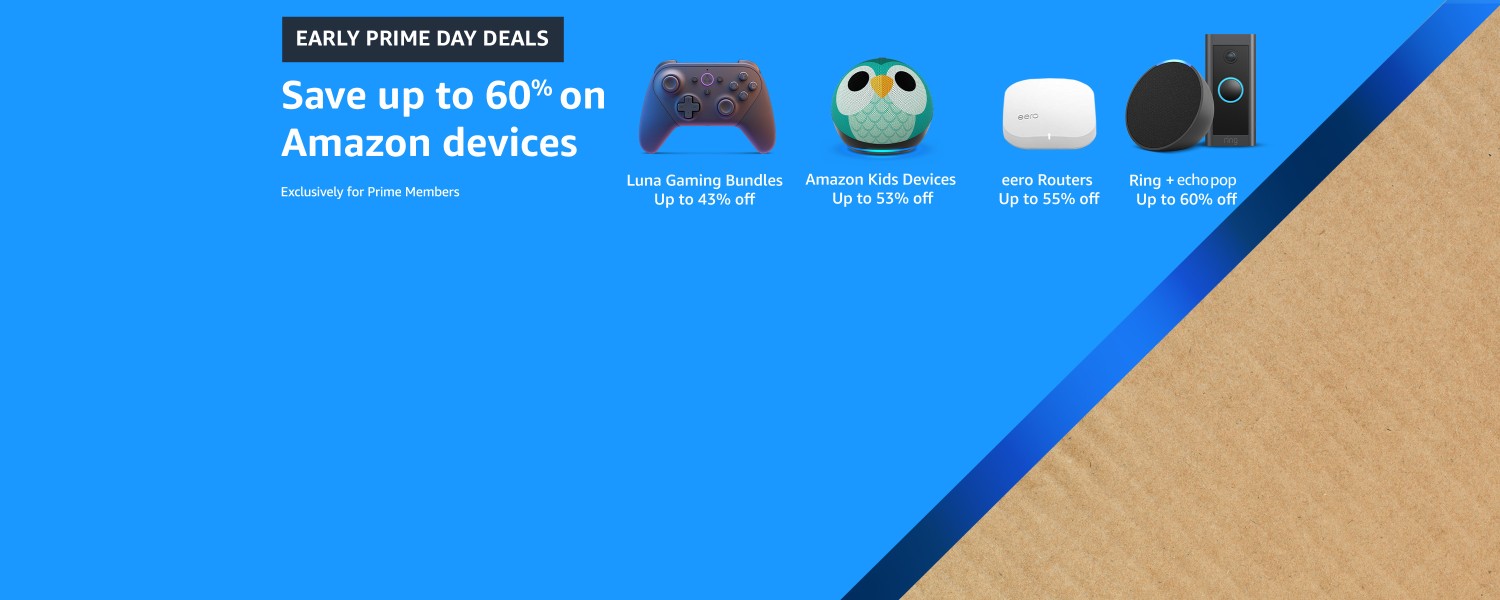 EARLY PRIME DAY DEALS
Save up to 60% on
Amazon devices
Exclusively for Prime Members
Luna Gaming Bundles
Up to 43% off
Amazon Kids Devices
Up to 53% off
eero
eero Routers
Up to 55% off
ring
Ring + echo pop
Up to 60% off